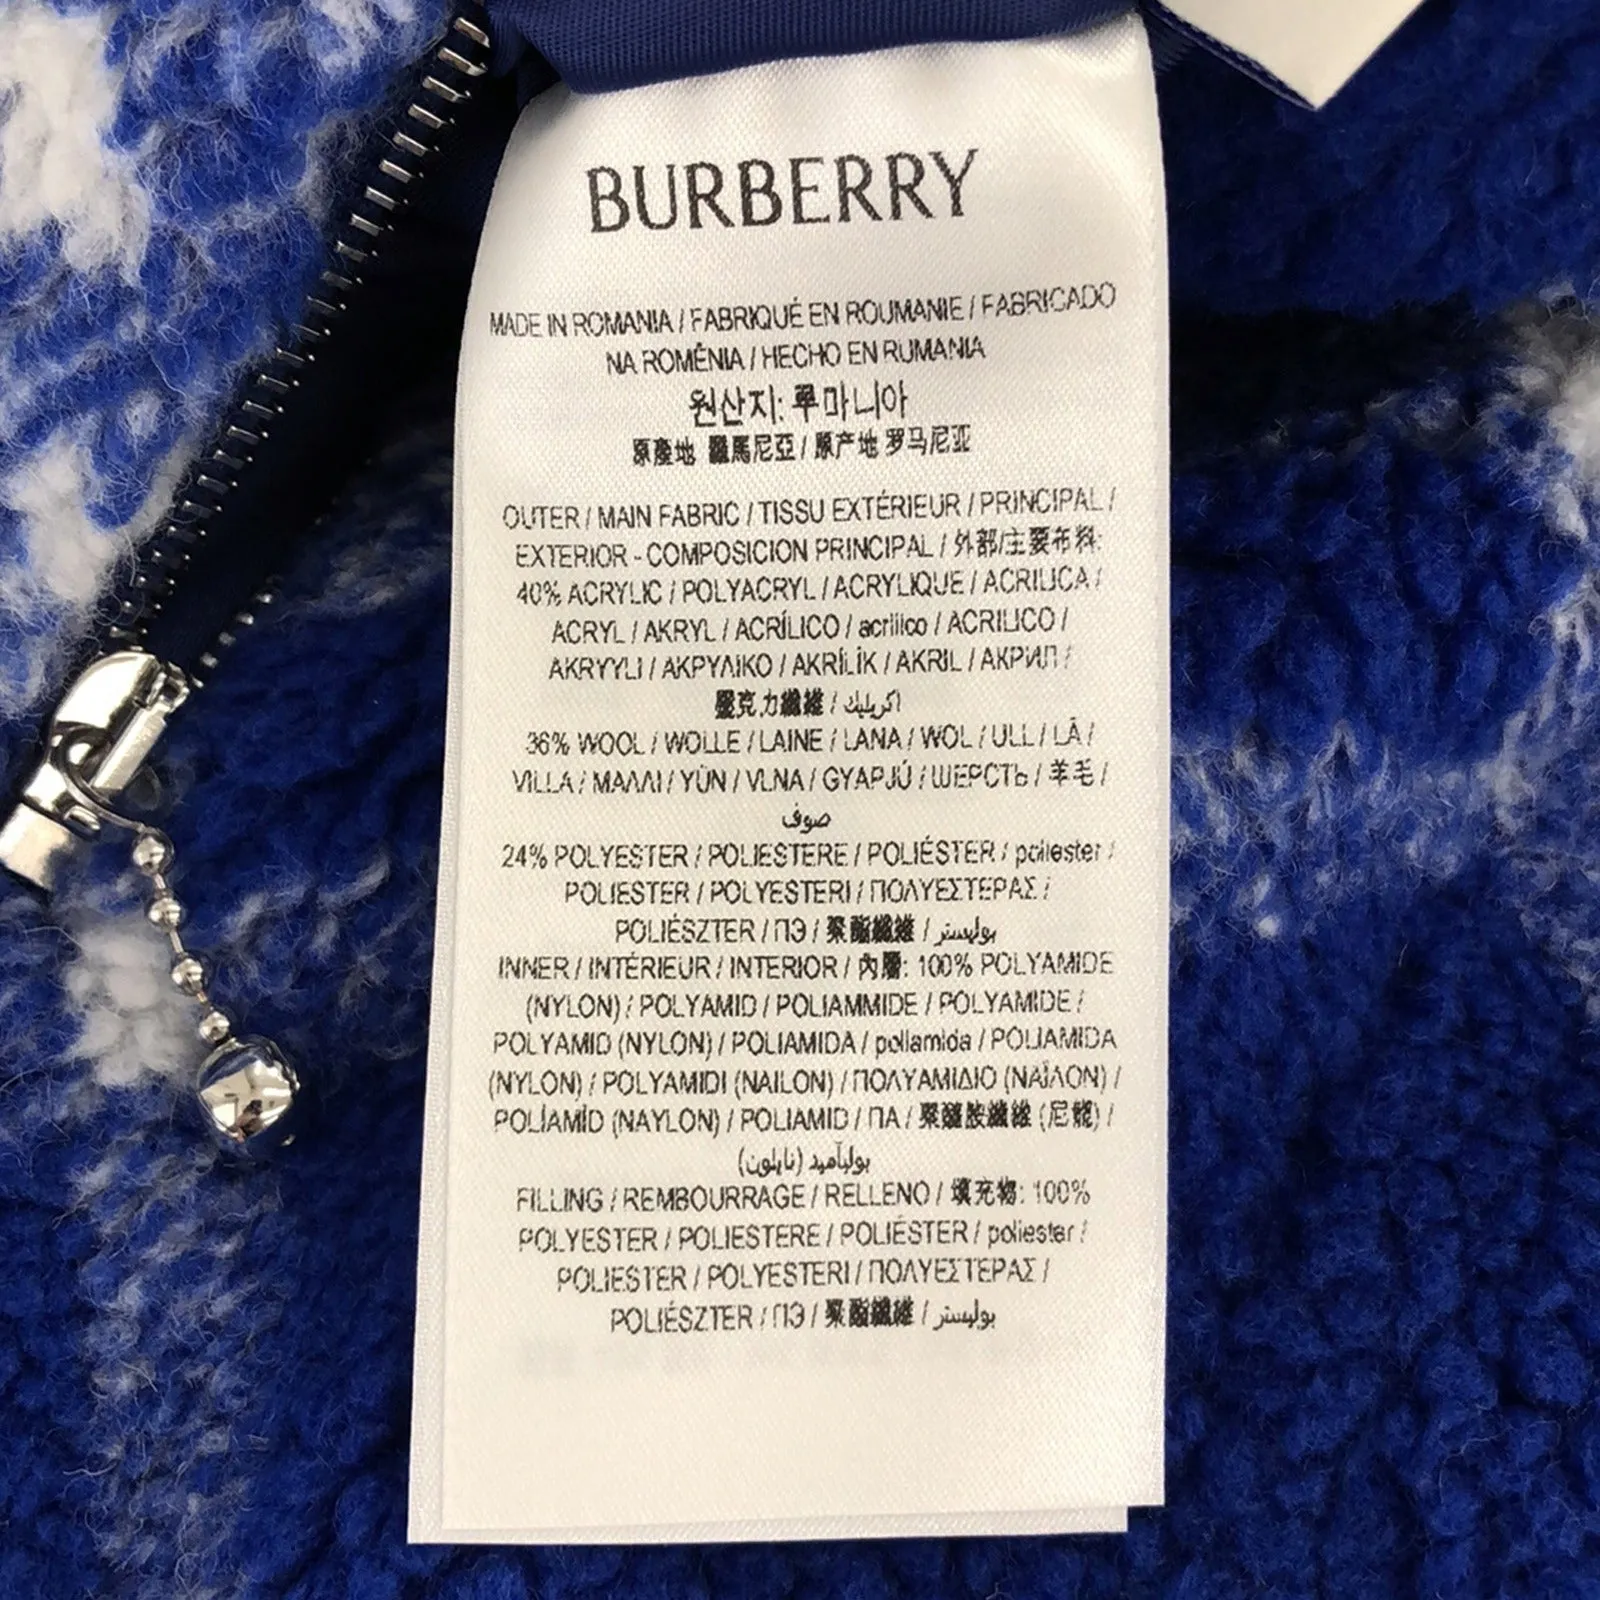 BURBERRY
MADE IN ROMANIA / FABRIQUÉ EN ROUMANIE / FABRICADO
NA ROMÊNIA / HECHO EN RUMANIA
원산지: 루마니아
原產地 羅馬尼亞 / 原产地 罗马尼亚
OUTER / MAIN FABRIC / TISSU EXTÉRIEUR / PRINCIPAL /
EXTERIOR - COMPOSICION PRINCIPAL / 外部/主要布料:
40% ACRYLIC / POLYACRYL / ACRYLIQUE / ACRILICA /
ACRYL / AKRYL / ACRÍLICO / acrílico / ACRILICO /
AKRYYLI / ΑΚΡΥΛΙΚΟ / AKRİLİK / AKRIL / АКРИЛ /
壓克力纖維 / اكريليك
36% WOOL / WOLLE / LAINE / LANA / WOL / ULL / LÃ /
VILLA / ΜΑΛΛΙ / YÜN / VLNA / GYAPJÚ / ШЕРСТЬ / 羊毛 /
صوف
24% POLYESTER / POLIESTERE / POLIÉSTER / poliester /
POLIESTER / POLYESTERI / ΠΟΛΥΕΣΤΕΡΑΣ /
POLIÉSZTER / ПЭ / 聚酯纖維 / بوليستر
INNER / INTÉRIEUR / INTERIOR / 內層: 100% POLYAMIDE
(NYLON) / POLYAMID / POLIAMMIDE / POLYAMIDE /
POLYAMID (NYLON) / POLIAMIDA / poliamida / POLIAMIDA
(NYLON) / POLYAMIDI (NAILON) / ΠΟΛΥΑΜΙΔΙΟ (ΝΑΪΛΟΝ) /
POLİAMİD (NAYLON) / POLIAMID / ПА / 聚醯胺纖維 (尼龍) /
بولياميد (نايلون)
FILLING / REMBOURRAGE / RELLENO / 填充物: 100%
POLYESTER / POLIESTERE / POLIÉSTER / poliester /
POLIESTER / POLYESTERI / ΠΟΛΥΕΣΤΕΡΑΣ /
POLIÉSZTER / ПЭ / 聚酯纖維 / بوليستر